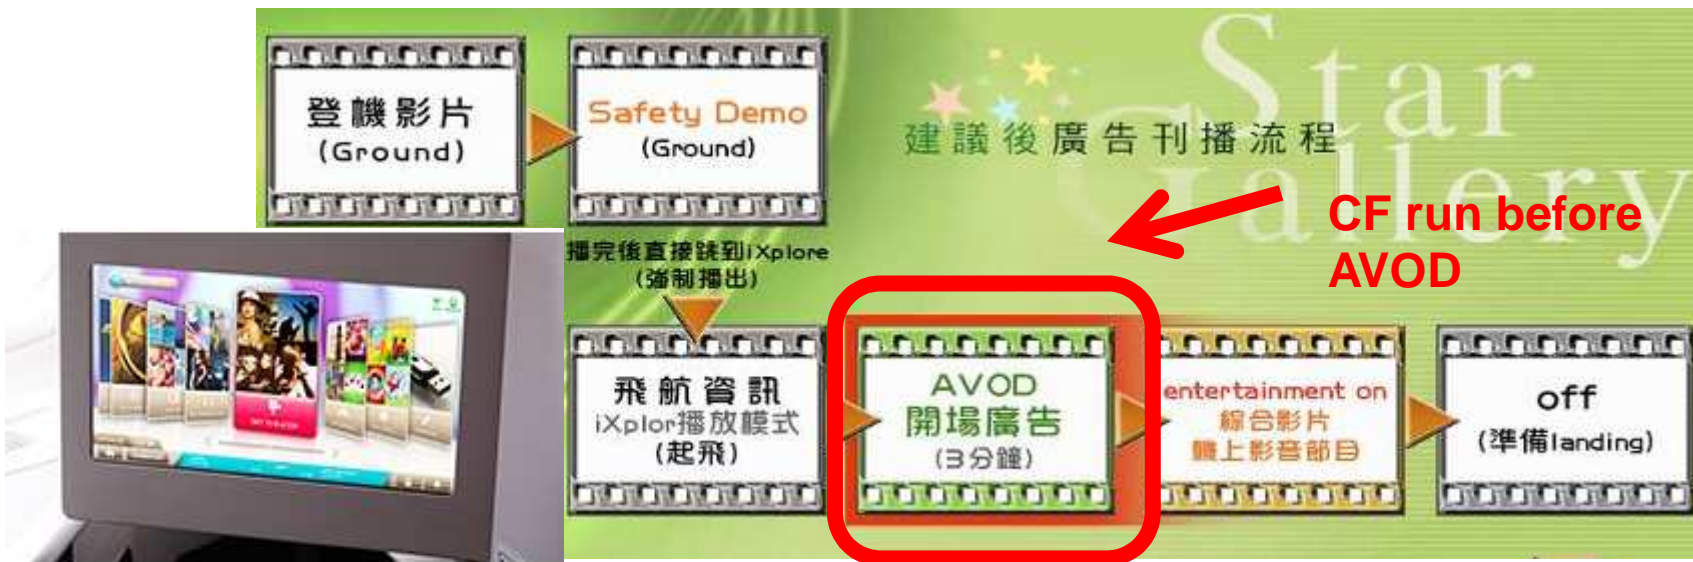 登機影片
(Ground)
Safety Demo
(Ground)
Star
Gallery
建議後廣告刊播流程
CF run before
AVOD
播完後直接跳到iXplore
(強制播出)
飛航資訊
iXplor播放模式
(起飛)
AVOD
開場廣告
(3分鐘)
entertainment on
綜合影片
機上影音節目
off
(準備landing)